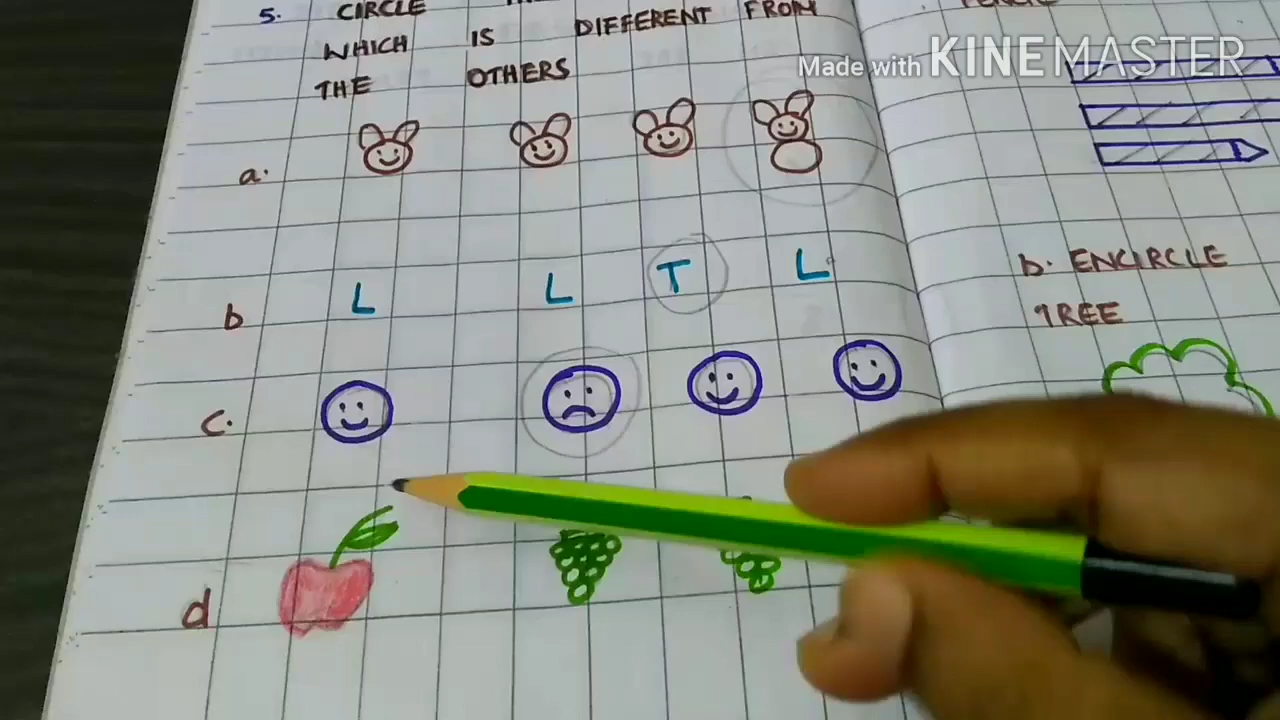 5. CIRCLE
WHICH IS DIFFERENT FROM
THE OTHERS
a.
b L L T L
c.
d
b. ENCIRCLE
TREE
Made with KINEMASTER